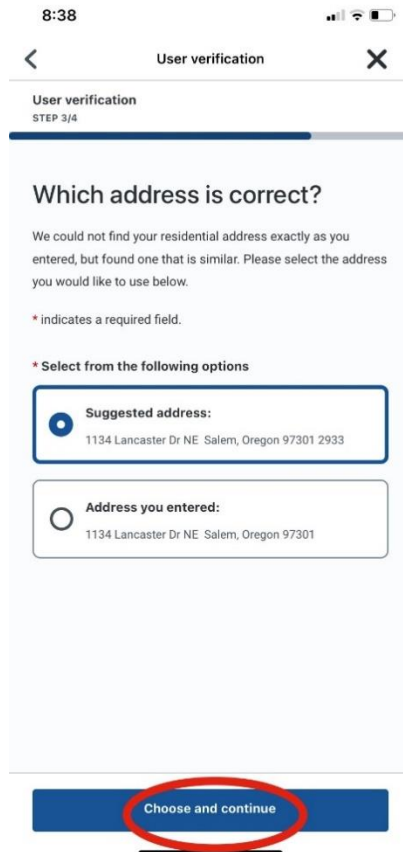 8:38
User verification
User verification
STEP 3/4
Which address is correct?
We could not find your residential address exactly as you
entered, but found one that is similar. Please select the address
you would like to use below.
* indicates a required field.
* Select from the following options
Suggested address:
1134 Lancaster Dr NE  Salem, Oregon 97301 2933
Address you entered:
1134 Lancaster Dr NE  Salem, Oregon 97301
Choose and continue